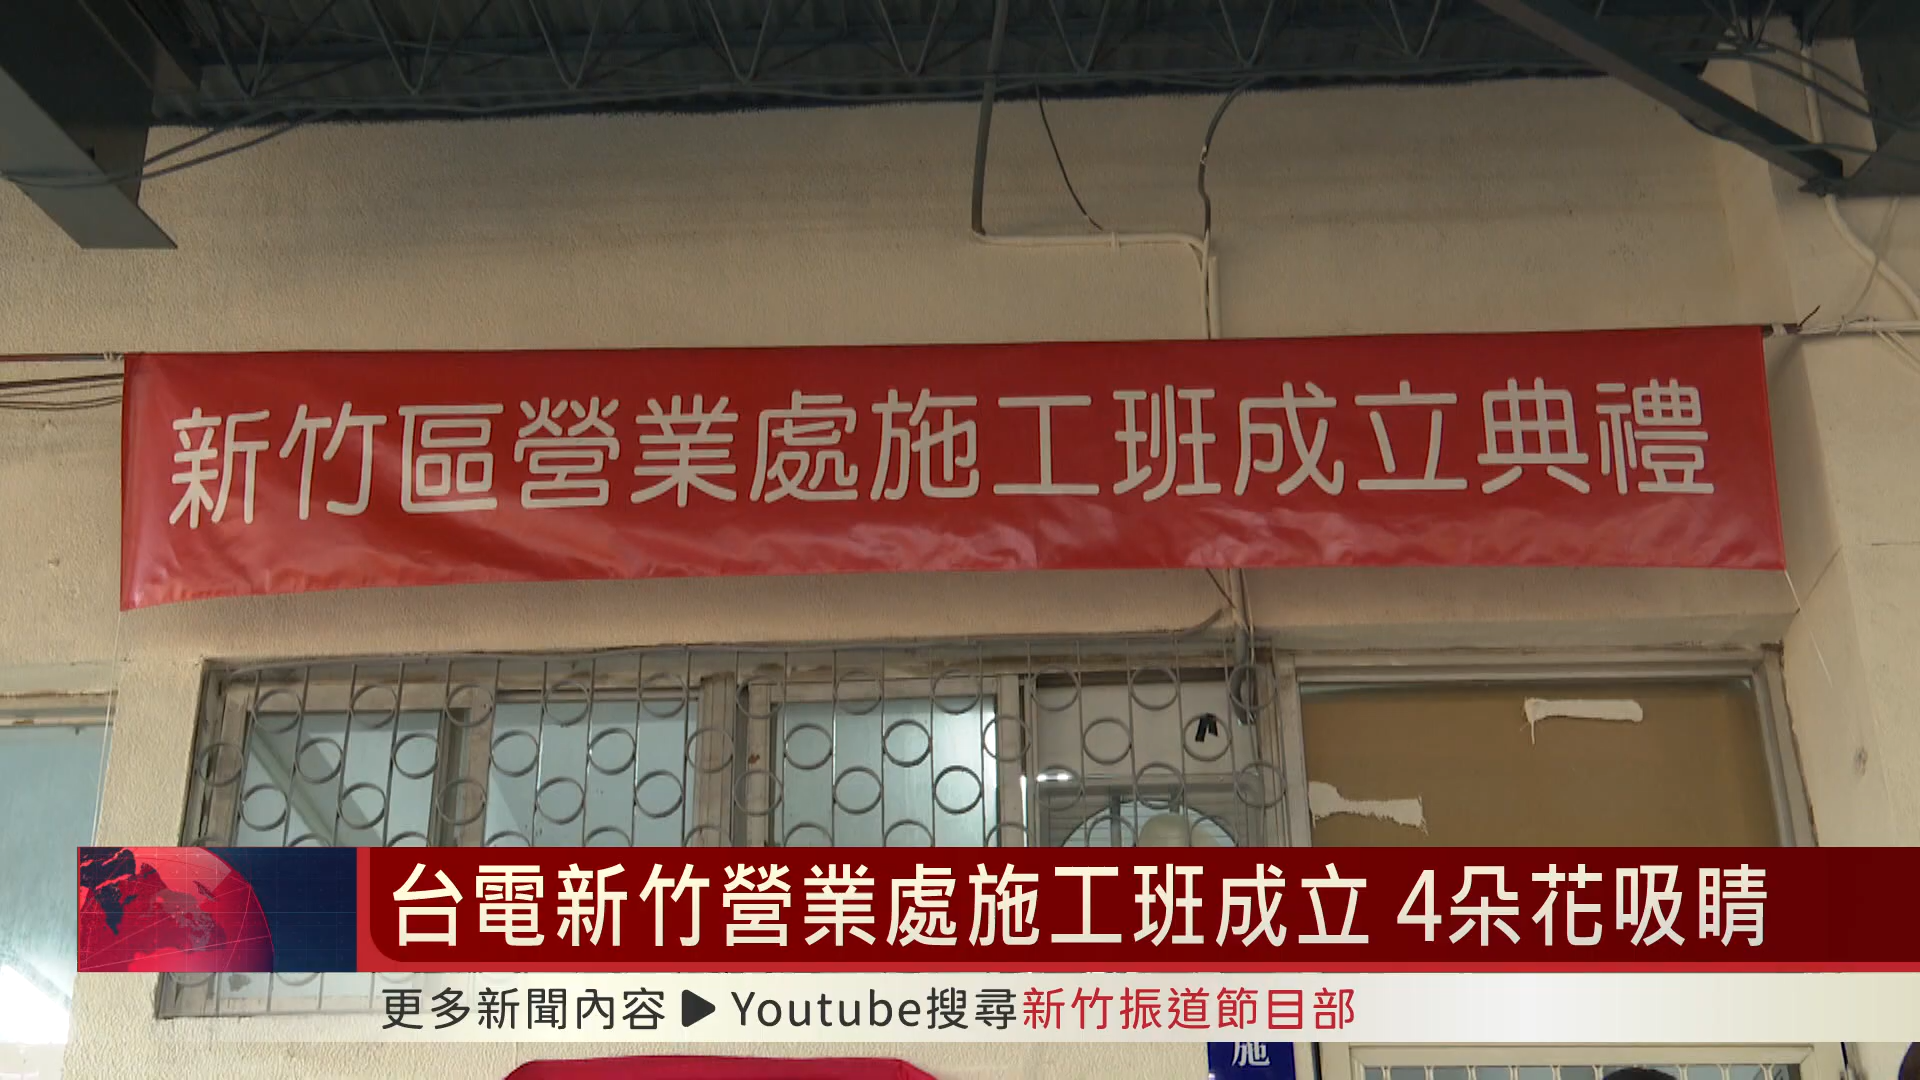 新竹區營業處施工班成立典禮
台電新竹營業處施工班成立 4朵花吸睛
更多新聞內容▶Youtube搜尋新竹振道節目部
施